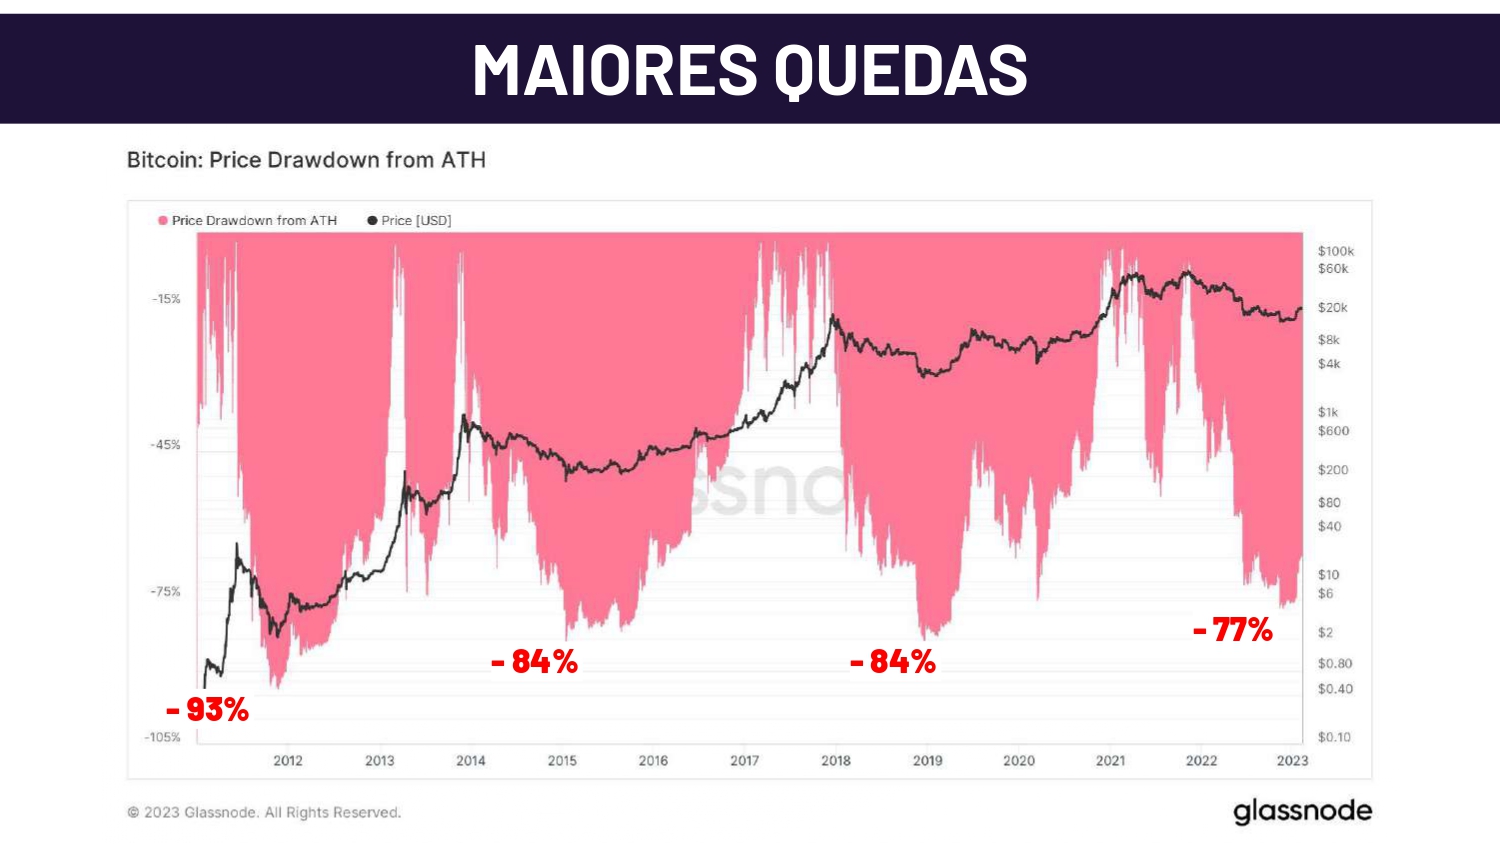 MAIORES QUEDAS
Bitcoin: Price Drawdown from ATH
Price Drawdown from ATH Price [USD]
$100k
$60k
-15%
$20k
$8k
$4k
$1k
$600
-45%
$200
$80
$40
$10
-75%
$6
$2
$0.80
$0.40
$0.10
-105%
ssno
- 77%
- 84%
- 84%
- 93%
2012 2013 2014 2015 2016 2017 2018 2019 2020 2021 2022 2023
© 2023 Glassnode. All Rights Reserved.
glassnode